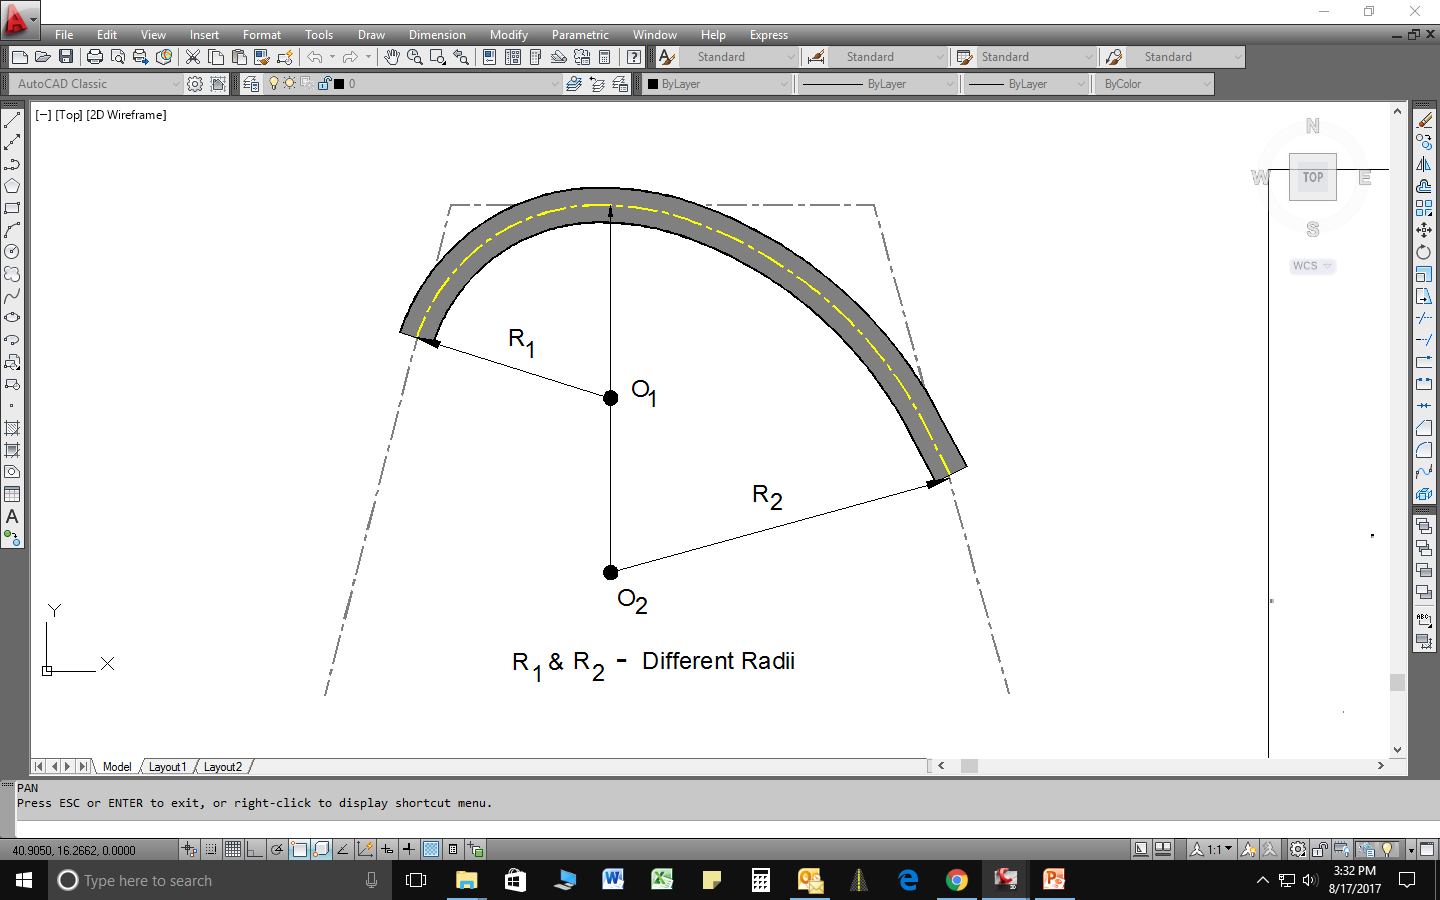 File Edit View Insert Format Tools Draw Dimension Modify Parametric Window Help Express
Standard Standard Standard Standard
AutoCAD Classic 0 ByLayer ByLayer ByLayer ByColor
[−] [Top] [2D Wireframe]
N
W TOP E
S
WCS
R1
O1
R2
O2
R1 & R2 - Different Radii
Y
X
A
ABC
Model Layout1 Layout2
PAN
Press ESC or ENTER to exit, or right-click to display shortcut menu.
40.9050, 16.2662, 0.0000 1:1
Type here to search
3:32 PM
8/17/2017